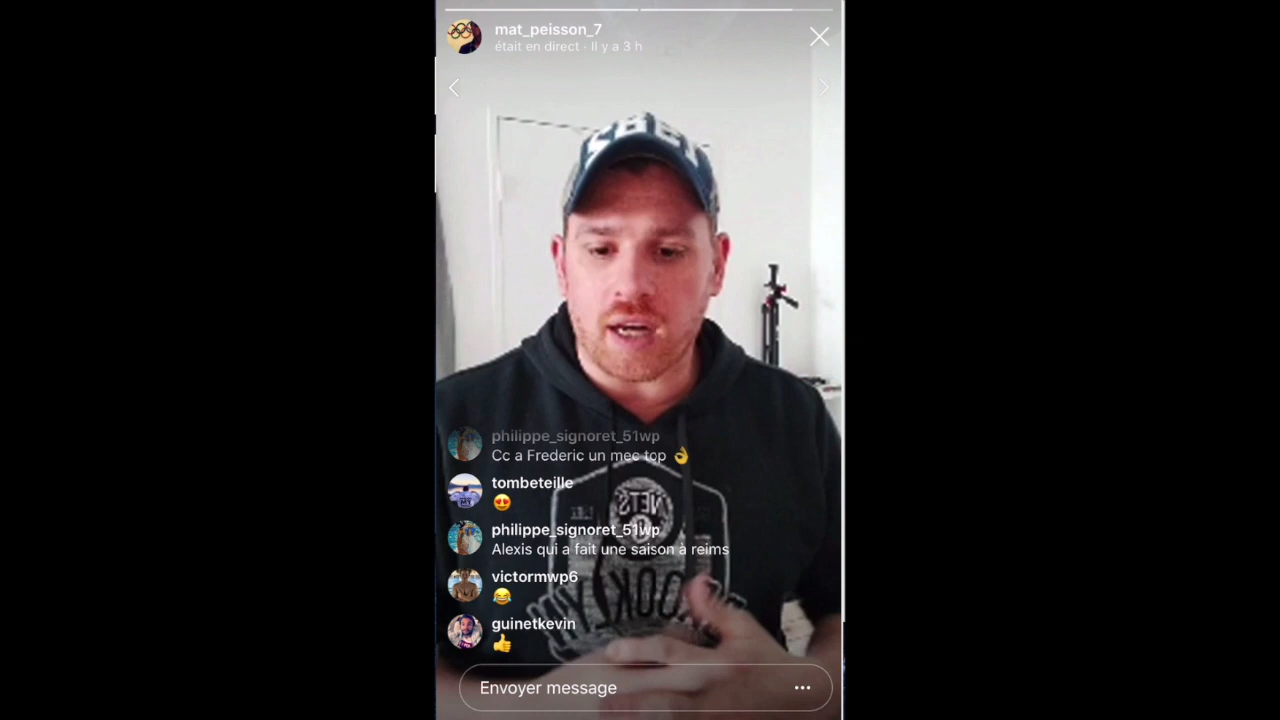 mat_peisson_7
était en direct · Il y a 3 h
philippe_signoret_51wp
Cc a Frederic un mec top 👌
tombeteille
😍
philippe_signoret_51wp
Alexis qui a fait une saison à reims
victormwp6
😂
guinetkevin
👍
NETS
Envoyer message